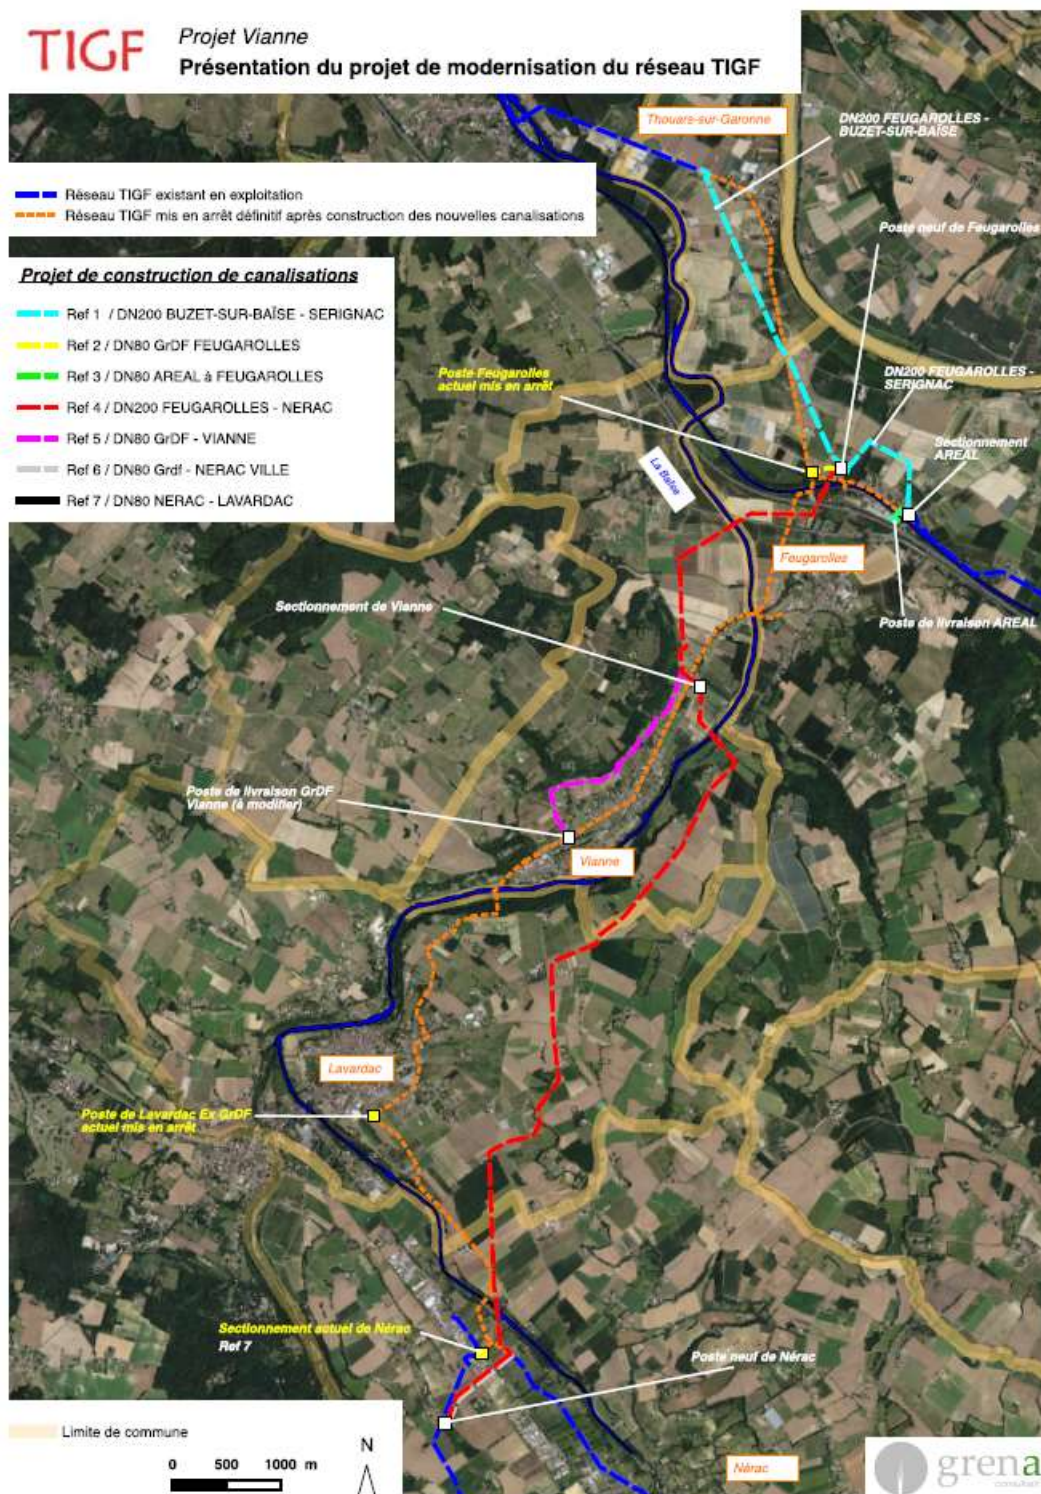 TIGF
Projet Vianne
Présentation du projet de modernisation du réseau TIGF
Thouars-sur-Garonne
DN200 FEUGAROLLES -
BUZET-SUR-BAÏSE
Réseau TIGF existant en exploitation
Réseau TIGF mis en arrêt définitif après construction des nouvelles canalisations
Poste neuf de Feugarolles
Projet de construction de canalisations
Ref 1 / DN200 BUZET-SUR-BAÏSE - SERIGNAC
Ref 2 / DN80 GrDF FEUGAROLLES
Ref 3 / DN80 AREAL à FEUGAROLLES
Ref 4 / DN200 FEUGAROLLES - NERAC
Ref 5 / DN80 GrDF - VIANNE
Ref 6 / DN80 Grdf - NERAC VILLE
Ref 7 / DN80 NERAC - LAVARDAC
Poste Feugarolles
actuel mis en arrêt
DN200 FEUGAROLLES -
SERIGNAC
Sectionnement
AREAL
La Baïse
Feugarolles
Sectionnement de Vianne
Poste de livraison AREAL
Poste de livraison GrDF
Vianne (à modifier)
Vianne
Lavardac
Poste de Lavardac Ex GrDF
actuel mis en arrêt
Sectionnement actuel de Nérac
Ref 7
Poste neuf de Nérac
Limite de commune
N
0 500 1000 m
Nérac
grena
consultant